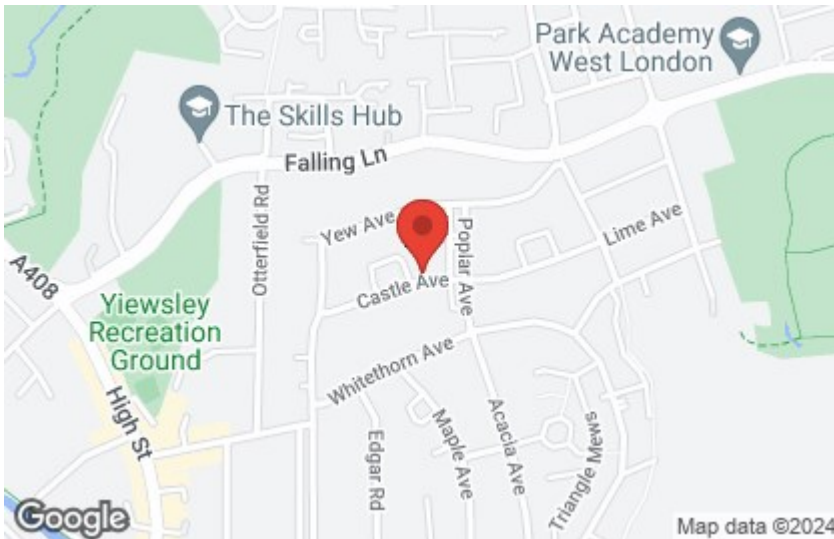 Park Academy
West London
The Skills Hub
Falling Ln
Otterfield Rd
Yew Ave
Poplar Ave
Lime Ave
A408
Castle Ave
Yiewsley
Recreation
Ground
Whitethorn Ave
High St
Edgar Rd
Maple Ave
Acacia Ave
Triangle Mews
Google
Map data ©2024